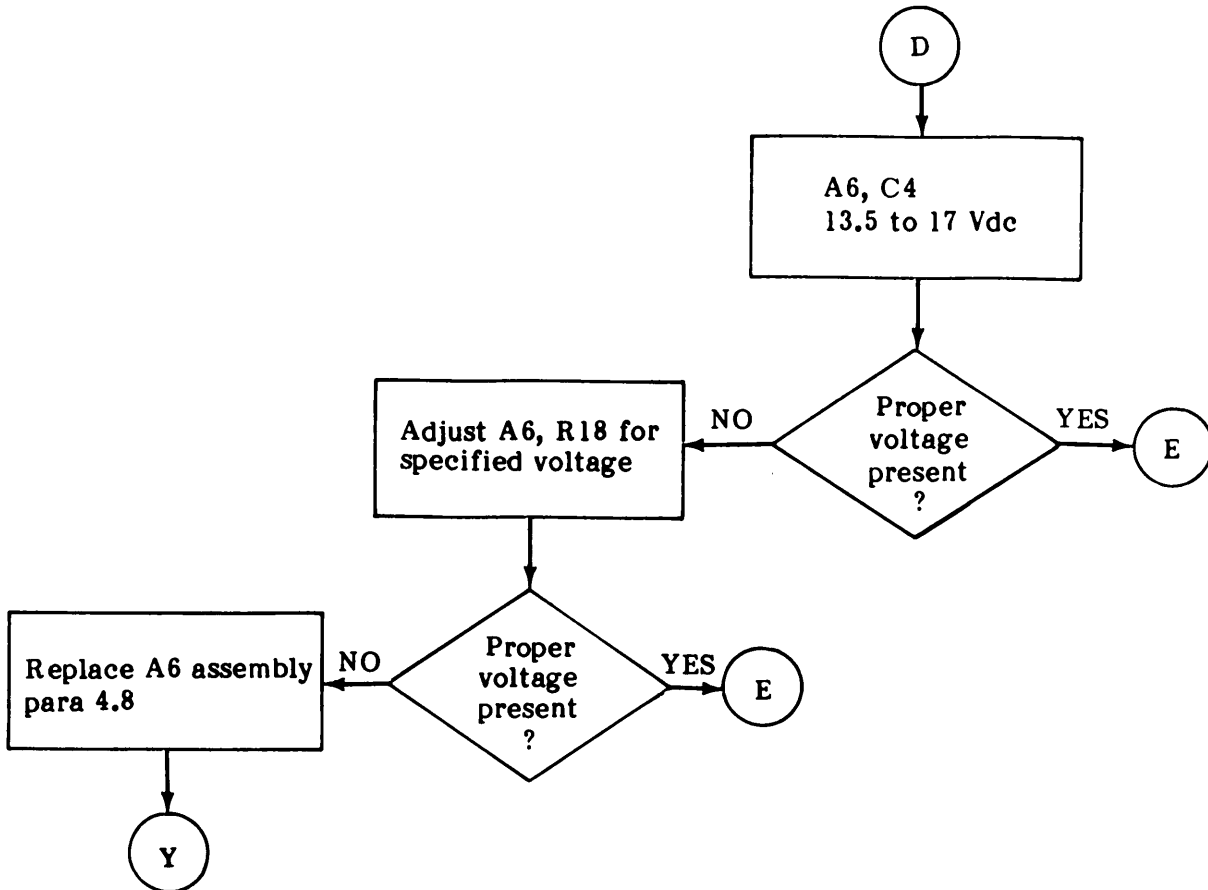 D
A6, C4
13.5 to 17 Vdc
Proper
voltage
present
?
NO
YES
E
Adjust A6, R18 for
specified voltage
Proper
voltage
present
?
NO
YES
E
Replace A6 assembly
para 4.8
Y